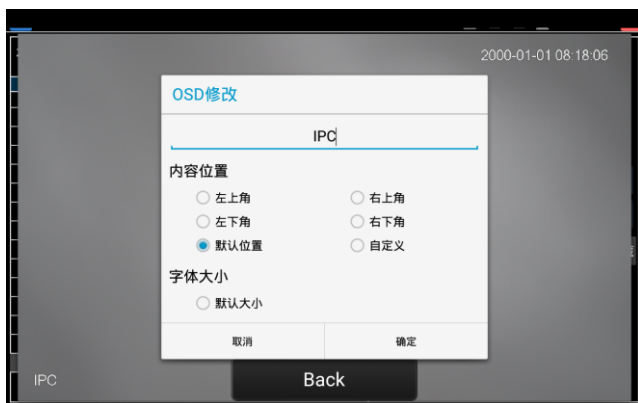 2000-01-01 08:18:06
OSD修改
IPC
内容位置
左上角 右上角
左下角 右下角
默认位置 自定义
字体大小
默认大小
取消 确定
IPC
Back